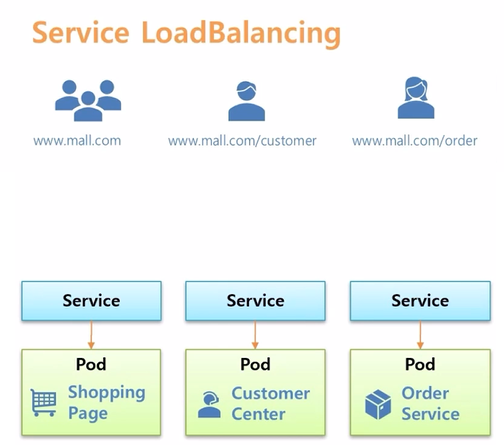 Service LoadBalancing
www.mall.com
www.mall.com/customer
www.mall.com/order
Service
Service
Service
Pod
Shopping
Page
Pod
Customer
Center
Pod
Order
Service